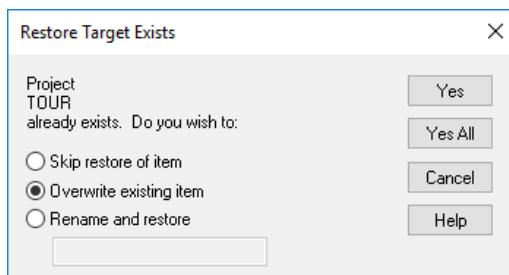 Restore Target Exists
Project
TOUR
already exists.  Do you wish to:
Skip restore of item
Overwrite existing item
Rename and restore
Yes
Yes All
Cancel
Help